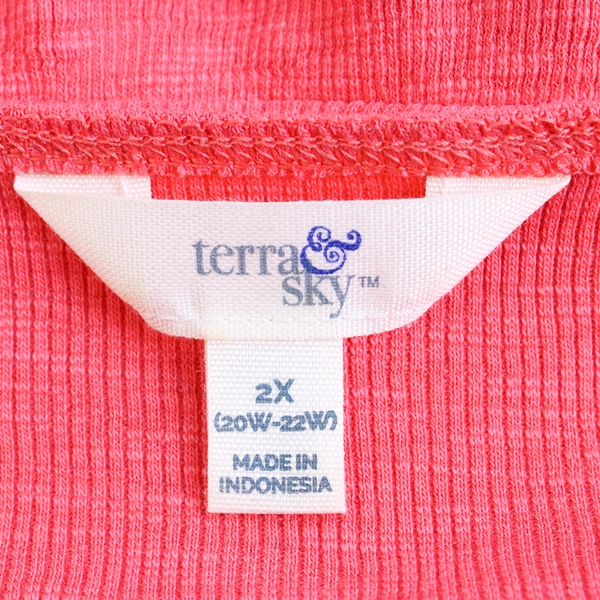 terra &
sky™
2X
(20W-22W)
MADE IN
INDONESIA